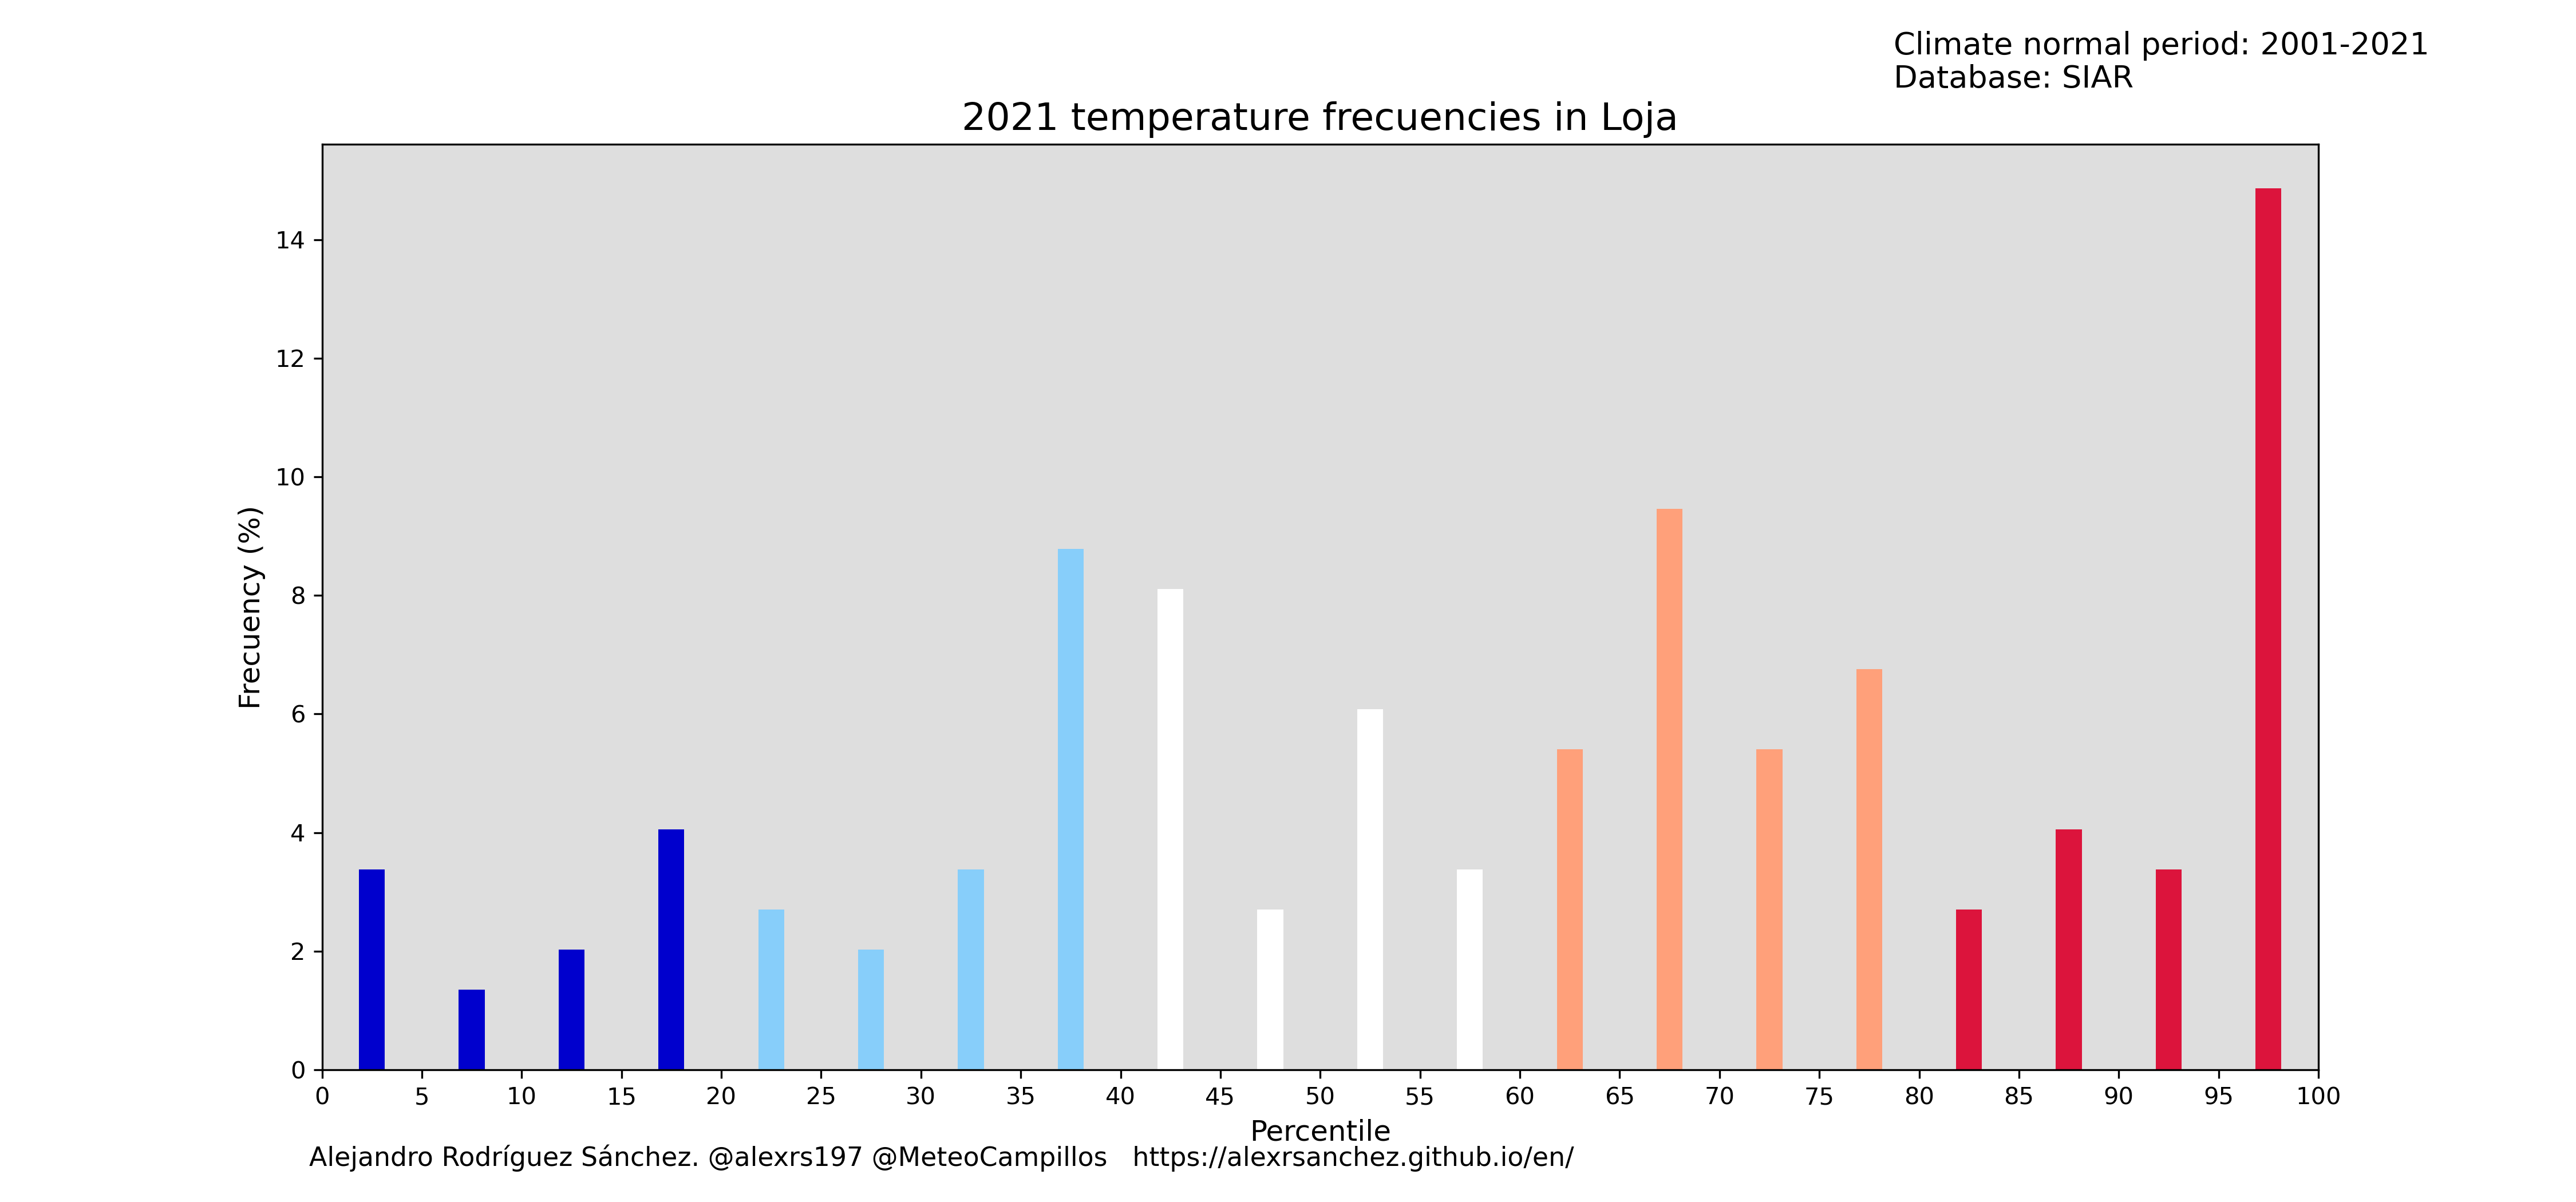 Climate normal period: 2001-2021
Database: SIAR
2021 temperature frecuencies in Loja
Frecuency (%)
14
12
10
8
6
4
2
0
0 5 10 15 20 25 30 35 40 45 50 55 60 65 70 75 80 85 90 95 100
Percentile
Alejandro Rodríguez Sánchez. @alexrs197 @MeteoCampillos https://alexrsanchez.github.io/en/